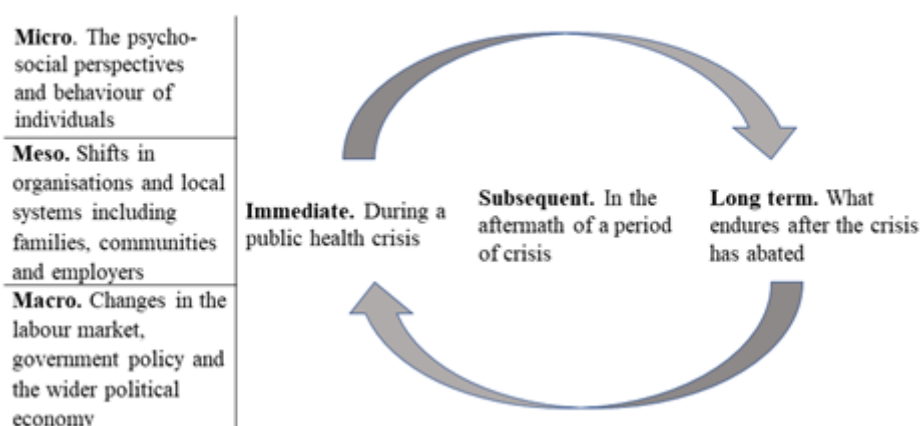 Micro. The psycho-
social perspectives
and behaviour of
individuals
Meso. Shifts in
organisations and local
systems including
families, communities
and employers
Macro. Changes in the
labour market,
government policy and
the wider political
economy
Immediate. During a
public health crisis
Subsequent. In the
aftermath of a period
of crisis
Long term. What
endures after the crisis
has abated